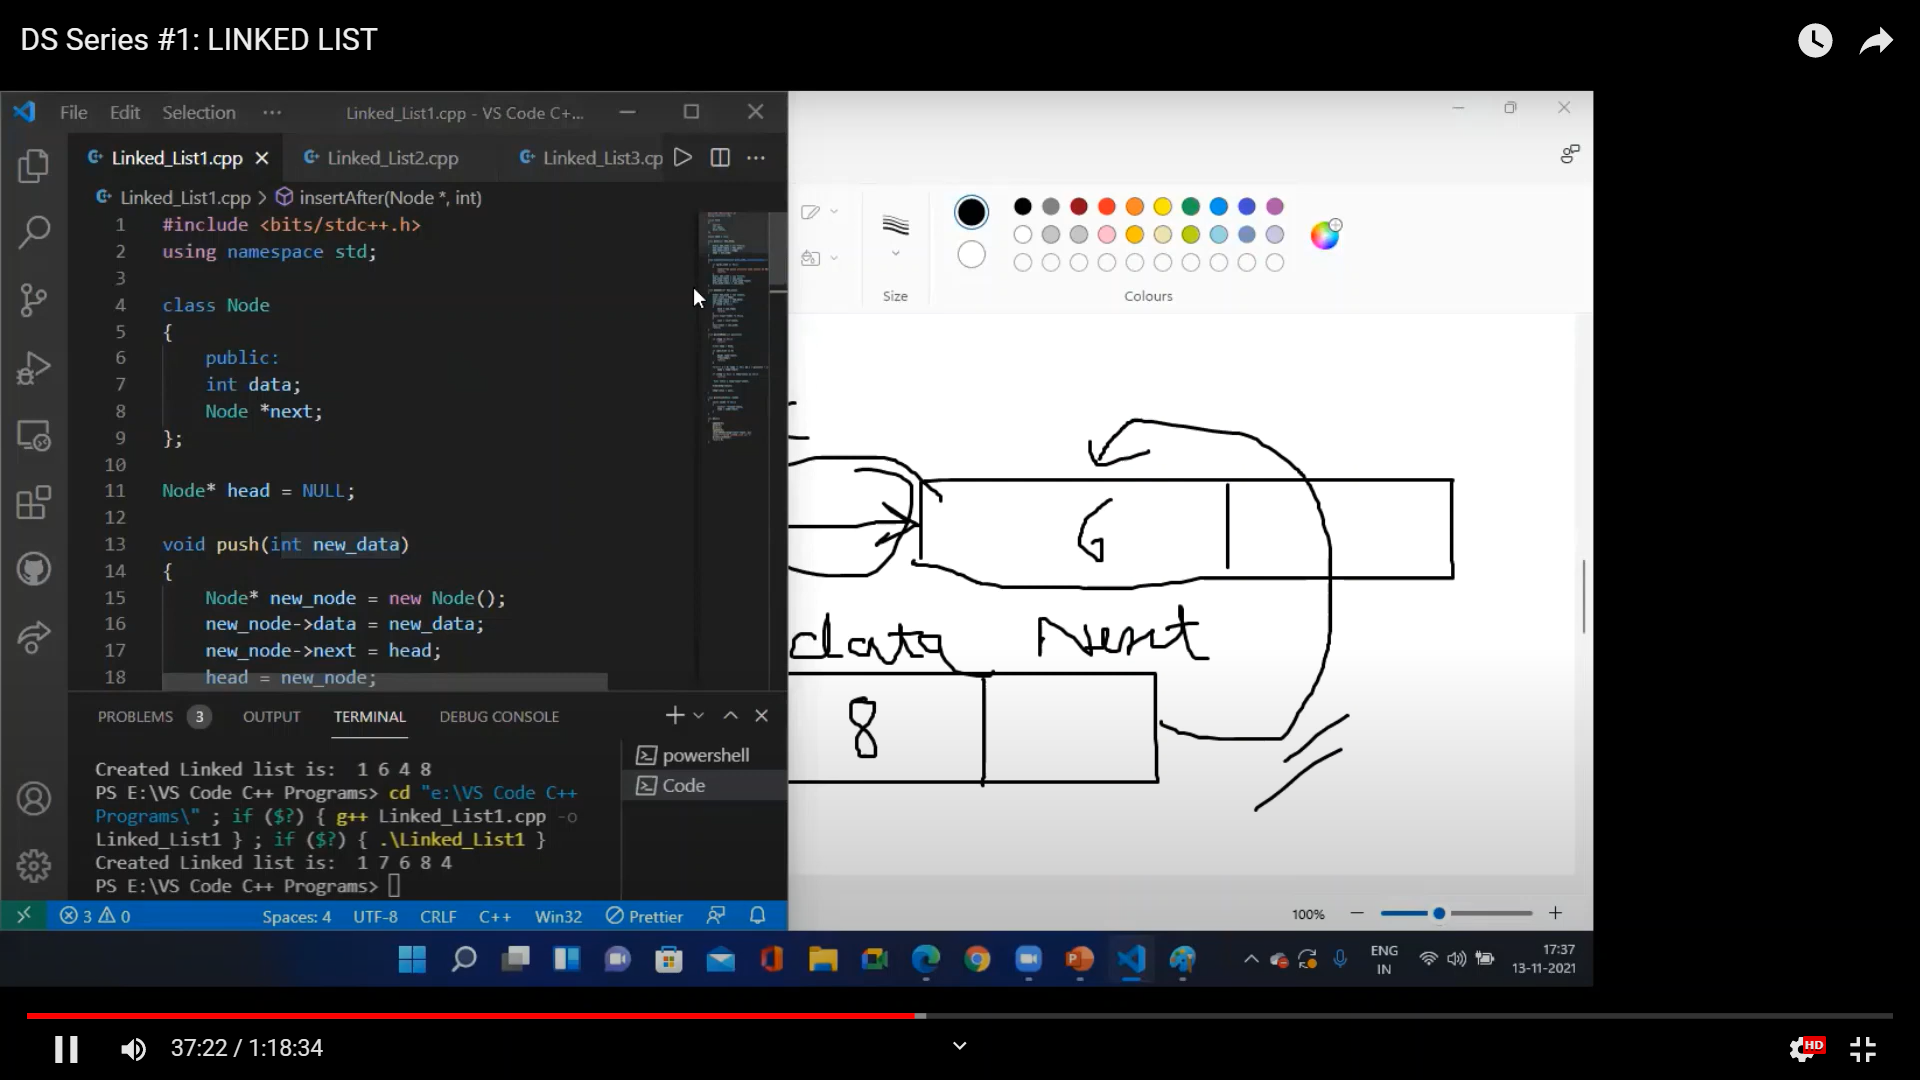 DS Series #1: LINKED LIST
File Edit Selection ··· Linked_List1.cpp - VS Code C+...
Linked_List1.cpp Linked_List2.cpp Linked_List3.cp
Linked_List1.cpp > insertAfter(Node *, int)
1 #include <bits/stdc++.h>
2 using namespace std;
3
4 class Node
5 {
6 public:
7 int data;
8 Node *next;
9 };
10
11 Node* head = NULL;
12
13 void push(int new_data)
14 {
15 Node* new_node = new Node();
16 new_node->data = new_data;
17 new_node->next = head;
18 head = new_node;
PROBLEMS 3 OUTPUT TERMINAL DEBUG CONSOLE
Created Linked list is:  1 6 4 8
PS E:\VS Code C++ Programs> cd "e:\VS Code C++
Programs\" ; if ($?) { g++ Linked_List1.cpp -o
Linked_List1 } ; if ($?) { .\Linked_List1 }
Created Linked list is:  1 7 6 8 4
PS E:\VS Code C++ Programs>
powershell
Code
3 0 Spaces: 4 UTF-8 CRLF C++ Win32 Prettier
Size
Colours
6
data Next
8
100%
ENG
IN
17:37
13-11-2021
37:22 / 1:18:34
HD